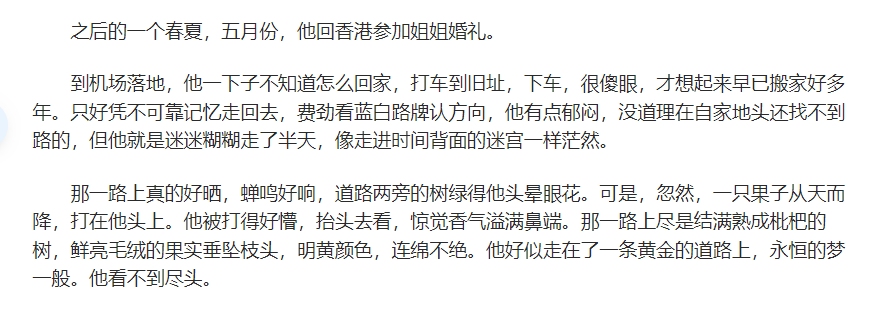 之后的一个春夏，五月份，他回香港参加姐姐婚礼。
到机场落地，他一下子不知道怎么回家，打车到旧址，下车，很傻眼，才想起来早已搬家好多
年。只好凭不可靠记忆走回去，费劲看蓝白路牌认方向，他有点郁闷，没道理在自家地头还找不到
路的，但他就是迷迷糊糊走了半天，像走进时间背面的迷宫一样茫然。
那一路上真的好晒，蝉鸣好响，道路两旁的树绿得他头晕眼花。可是，忽然，一只果子从天而
降，打在他头上。他被打得好懵，抬头去看，惊觉香气溢满鼻端。那一路上尽是结满熟成枇杷的
树，鲜亮毛绒的果实垂坠枝头，明黄颜色，连绵不绝。他好似走在了一条黄金的道路上，永恒的梦
一般。他看不到尽头。